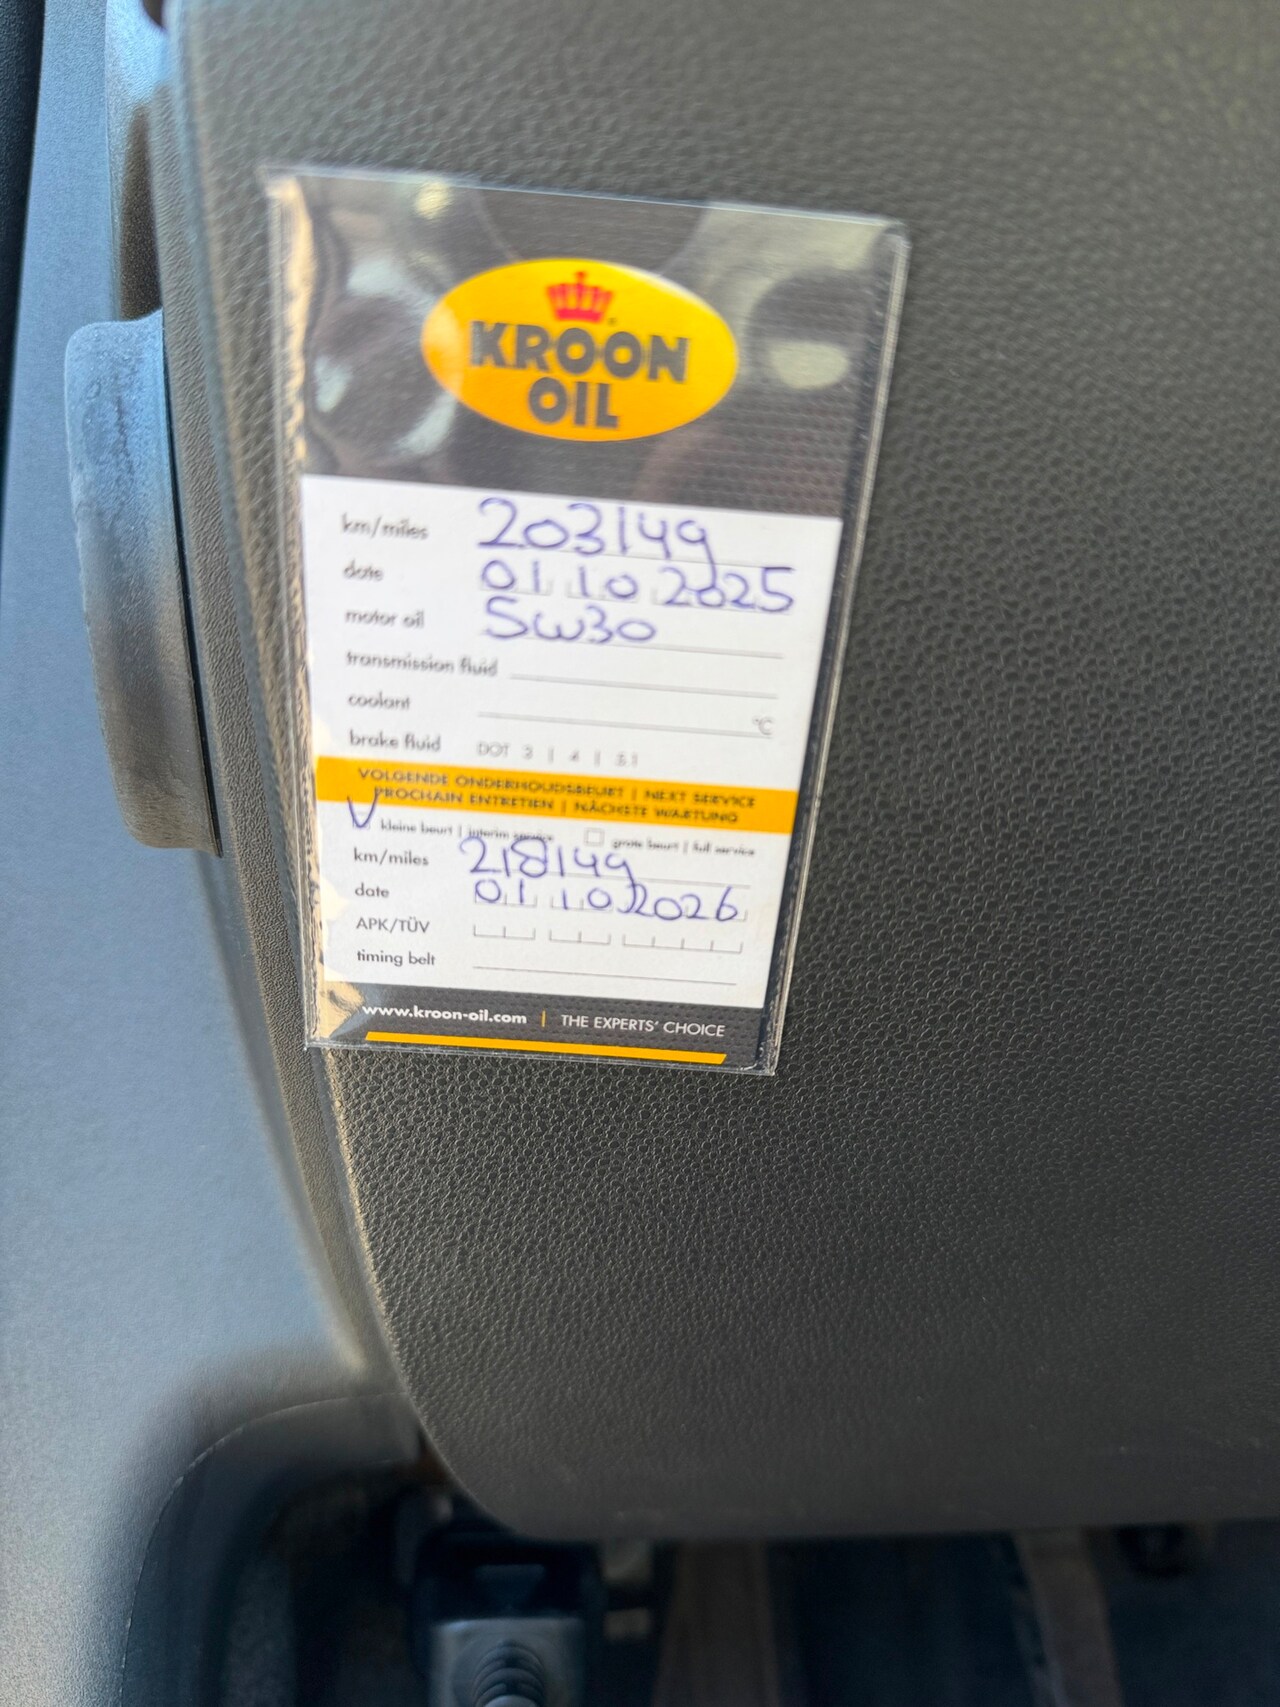 KROON
OIL
km/miles 203149
date 01 10 2025
motor oil 5W30
transmission fluid
coolant °C
brake fluid DOT 3 | 4 | 5.1
VOLGENDE ONDERHOUDSBEURT | NEXT SERVICE
PROCHAIN ENTRETIEN | NÄCHSTE WARTUNG
V kleine beurt | interim service grote beurt | full service
km/miles 218149
date 01 10 2026
APK/TÜV
timing belt
www.kroon-oil.com | THE EXPERTS' CHOICE